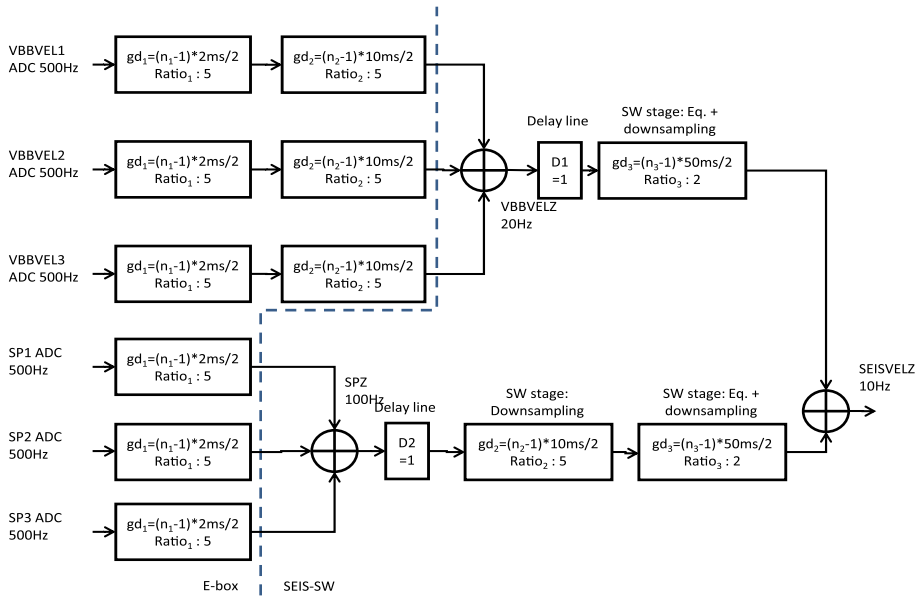 VBBVEL1
ADC 500Hz
gd1=(n1-1)*2ms/2
Ratio1 : 5
gd2=(n2-1)*10ms/2
Ratio2 : 5
VBBVEL2
ADC 500Hz
gd1=(n1-1)*2ms/2
Ratio1 : 5
gd2=(n2-1)*10ms/2
Ratio2 : 5
VBBVEL3
ADC 500Hz
gd1=(n1-1)*2ms/2
Ratio1 : 5
gd2=(n2-1)*10ms/2
Ratio2 : 5
VBBVELZ
20Hz
Delay line
D1
=1
SW stage: Eq. +
downsampling
gd3=(n3-1)*50ms/2
Ratio3 : 2
SP1 ADC
500Hz
gd1=(n1-1)*2ms/2
Ratio1 : 5
SP2 ADC
500Hz
gd1=(n1-1)*2ms/2
Ratio1 : 5
SP3 ADC
500Hz
gd1=(n1-1)*2ms/2
Ratio1 : 5
SPZ
100Hz
Delay line
D2
=1
SW stage:
Downsampling
gd2=(n2-1)*10ms/2
Ratio2 : 5
SW stage: Eq. +
downsampling
gd3=(n3-1)*50ms/2
Ratio3 : 2
SEISVELZ
10Hz
E-box
SEIS-SW